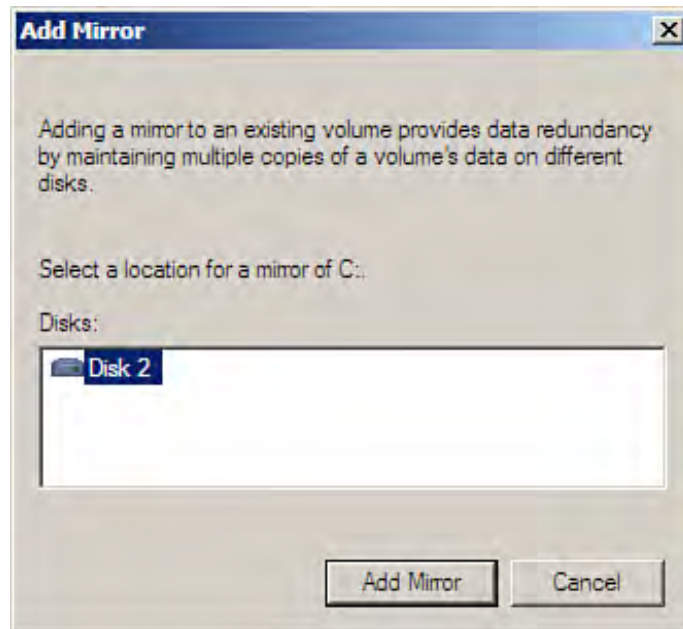 Add Mirror
Adding a mirror to an existing volume provides data redundancy
by maintaining multiple copies of a volume's data on different
disks.
Select a location for a mirror of C:.
Disks:
Disk 2
Add Mirror
Cancel